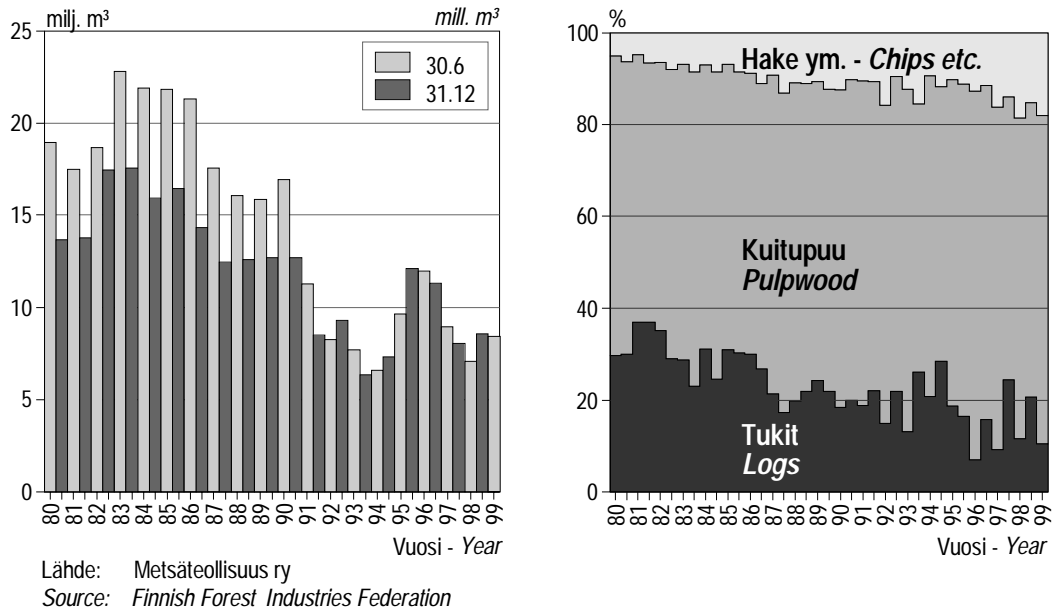 milj. m³ mill. m³
25
20
15
10
5
0
30.6
31.12
80 81 82 83 84 85 86 87 88 89 90 91 92 93 94 95 96 97 98 99
Vuosi - Year
%
100
80
60
40
20
0
Hake ym. - Chips etc.
Kuitupuu
Pulpwood
Tukit
Logs
80 81 82 83 84 85 86 87 88 89 90 91 92 93 94 95 96 97 98 99
Vuosi - Year
Lähde: Metsäteollisuus ry
Source: Finnish Forest Industries Federation